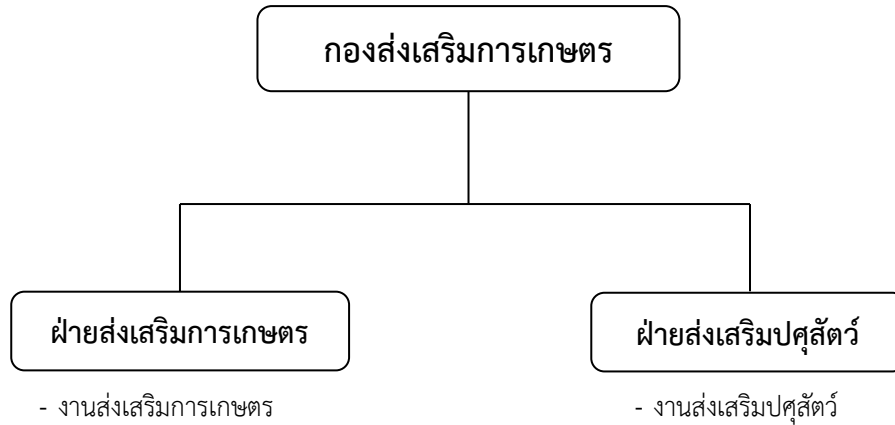 กองส่งเสริมการเกษตร
ฝ่ายส่งเสริมการเกษตร
ฝ่ายส่งเสริมปศุสัตว์
- งานส่งเสริมการเกษตร
- งานส่งเสริมปศุสัตว์